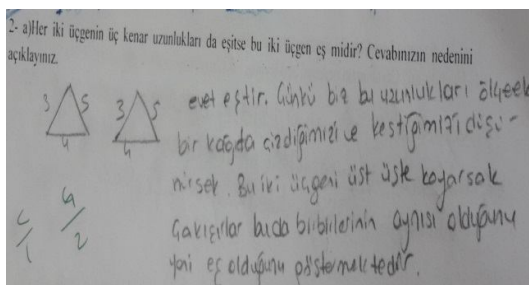 2- a)Her iki üçgenin üç kenar uzunlukları da eşitse bu iki üçgen eş midir? Cevabınızın nedenini
açıklayınız.
3 5 4
3 5 4
evet eştir. Çünkü biz bu uzunlukları ölçerek
bir kağıda çizdiğimizi ve kestiğimizi düşü-
nürsek. Bu iki üçgeni üst üste koyarsak
Çakışırlar buda birbirlerinin aynısı olduğunu
yani eş olduğunu göstermektedir.